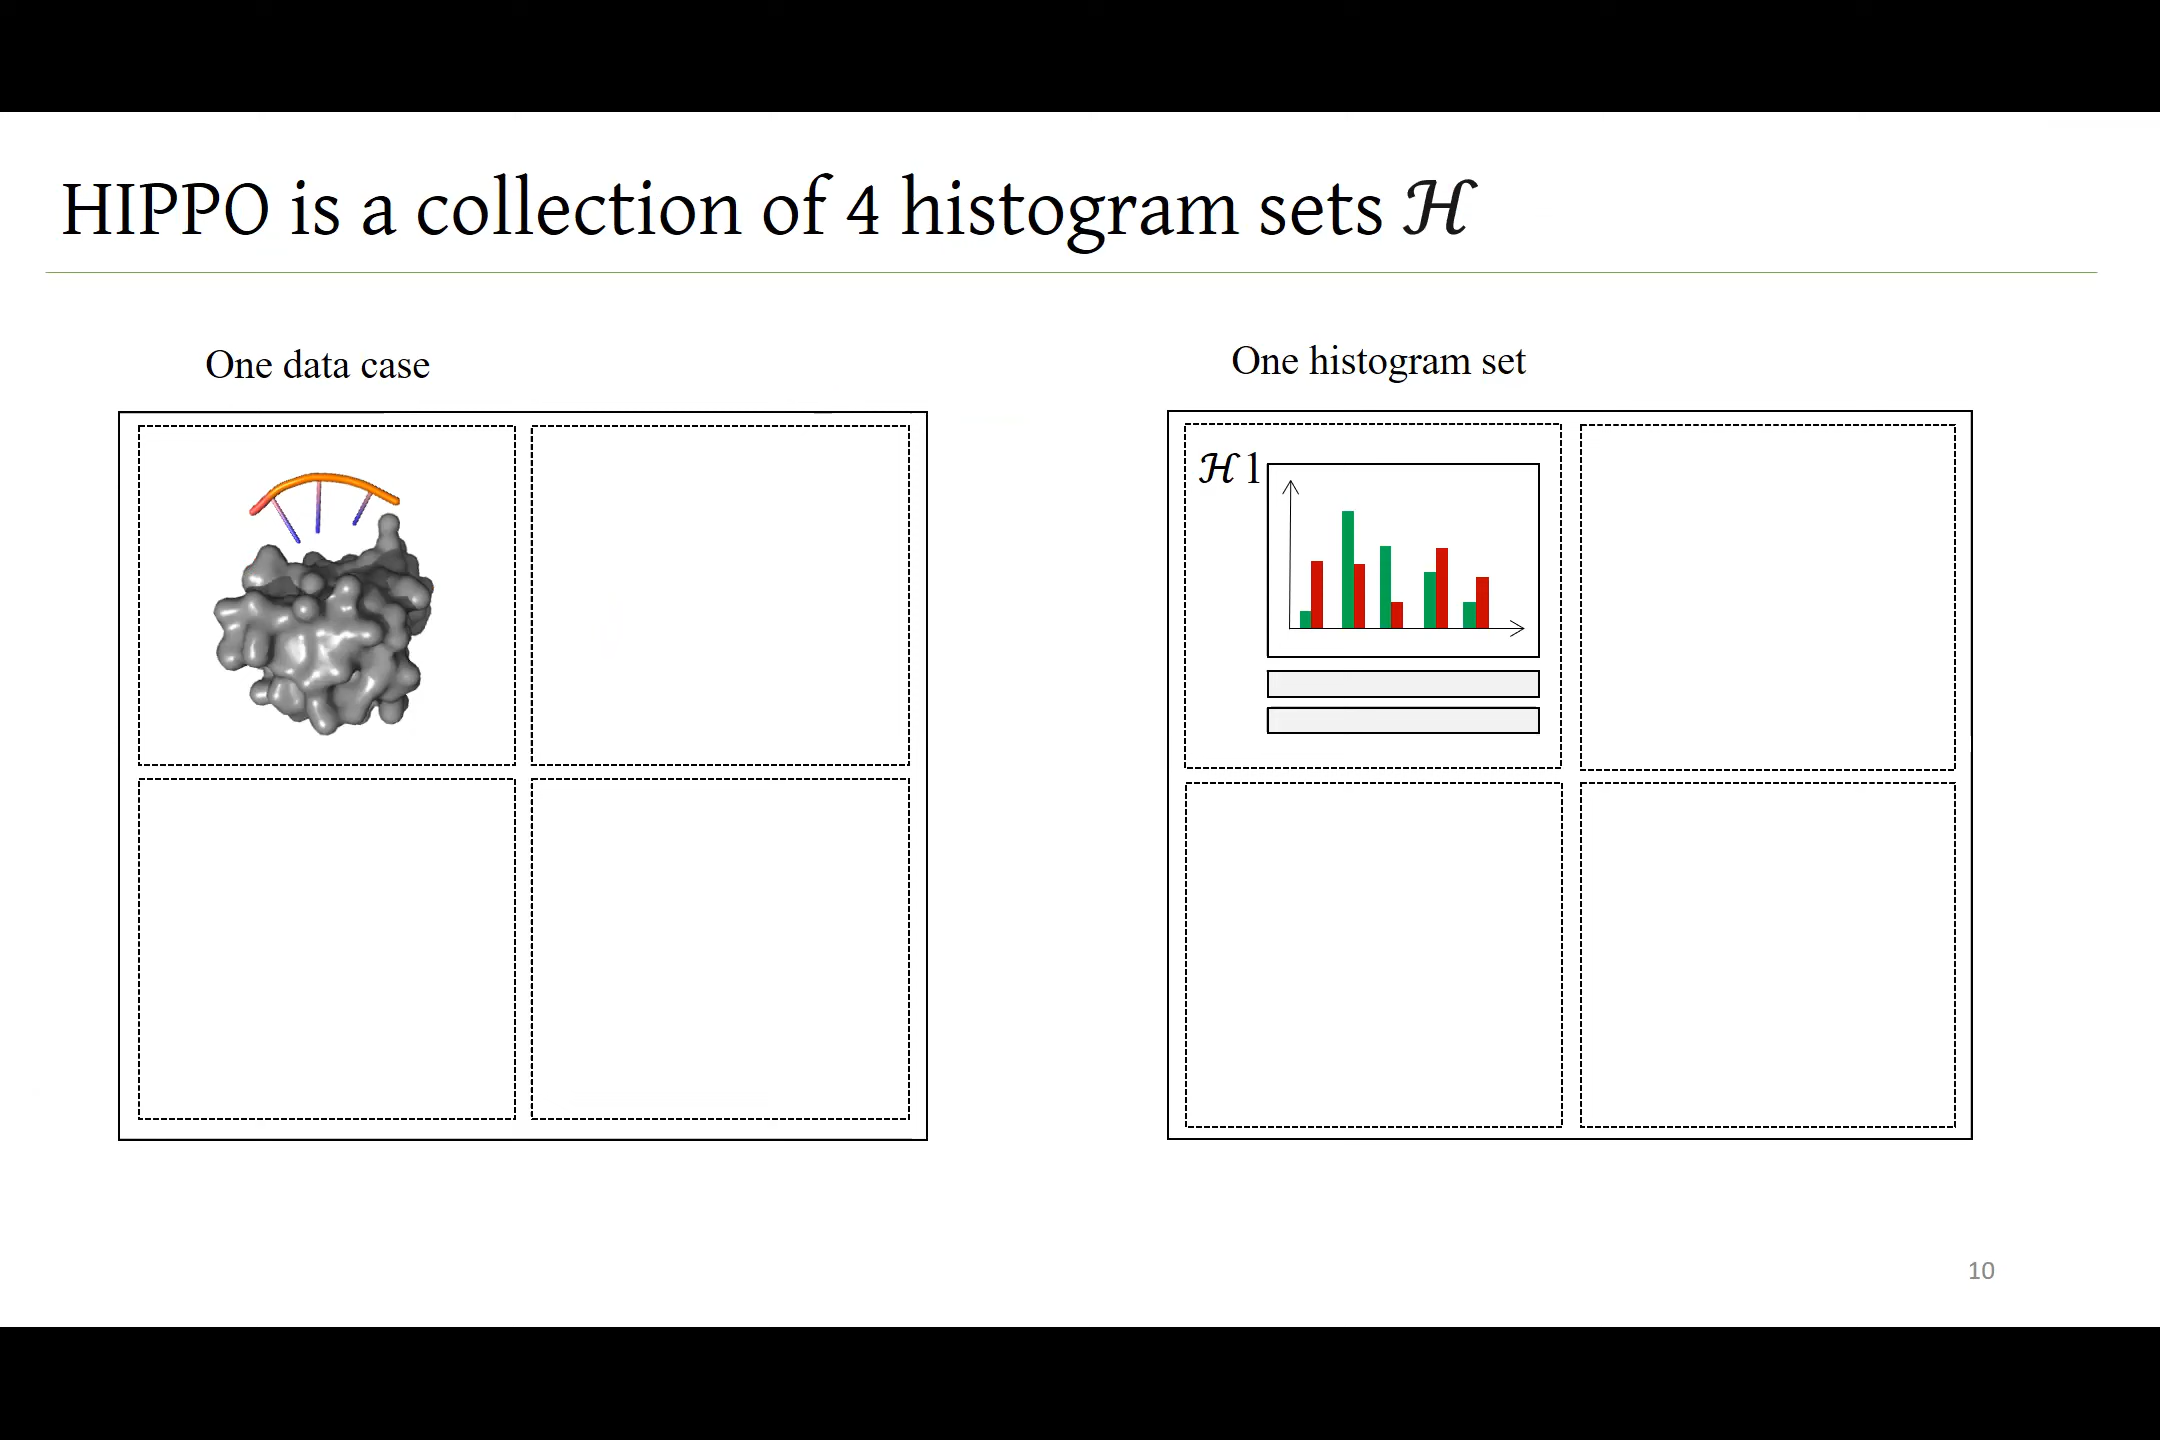 HIPPO is a collection of 4 histogram sets ℋ
One data case
One histogram set
ℋ 1
10